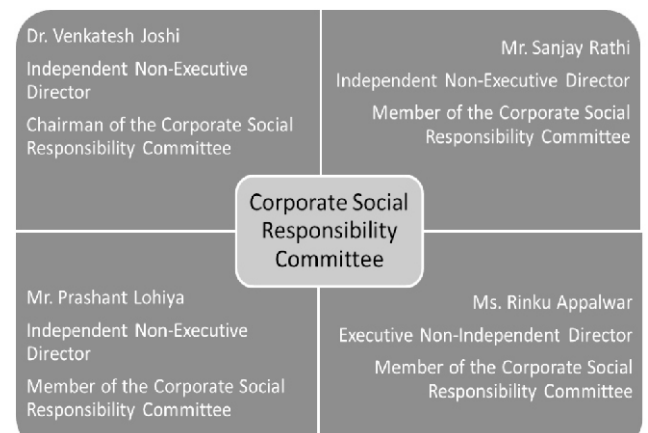 Dr. Venkatesh Joshi
Independent Non-Executive
Director
Chairman of the Corporate Social
Responsibility Committee
Mr. Sanjay Rathi
Independent Non-Executive Director
Member of the Corporate Social
Responsibility Committee
Corporate Social
Responsibility
Committee
Mr. Prashant Lohiya
Independent Non-Executive
Director
Member of the Corporate Social
Responsibility Committee
Ms. Rinku Appalwar
Executive Non-Independent Director
Member of the Corporate Social
Responsibility Committee